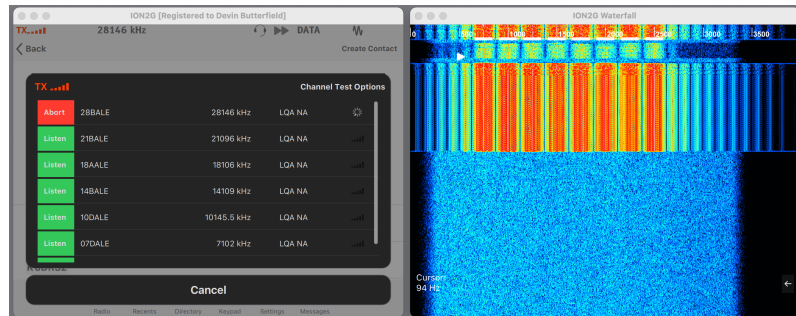 ION2G [Registered to Devin Butterfield]
TX 28146 kHz DATA
Back Create Contact
TX Channel Test Options
Abort 28BALE 28146 kHz LQA NA
Listen 21BALE 21096 kHz LQA NA
Listen 18AALE 18106 kHz LQA NA
Listen 14BALE 14109 kHz LQA NA
Listen 10DALE 10145.5 kHz LQA NA
Listen 07DALE 7102 kHz LQA NA
Cancel
Radio Recents Directory Keypad Settings Messages
ION2G Waterfall
0 500 1000 1500 2000 2500 3000 3500
Cursor
94 Hz